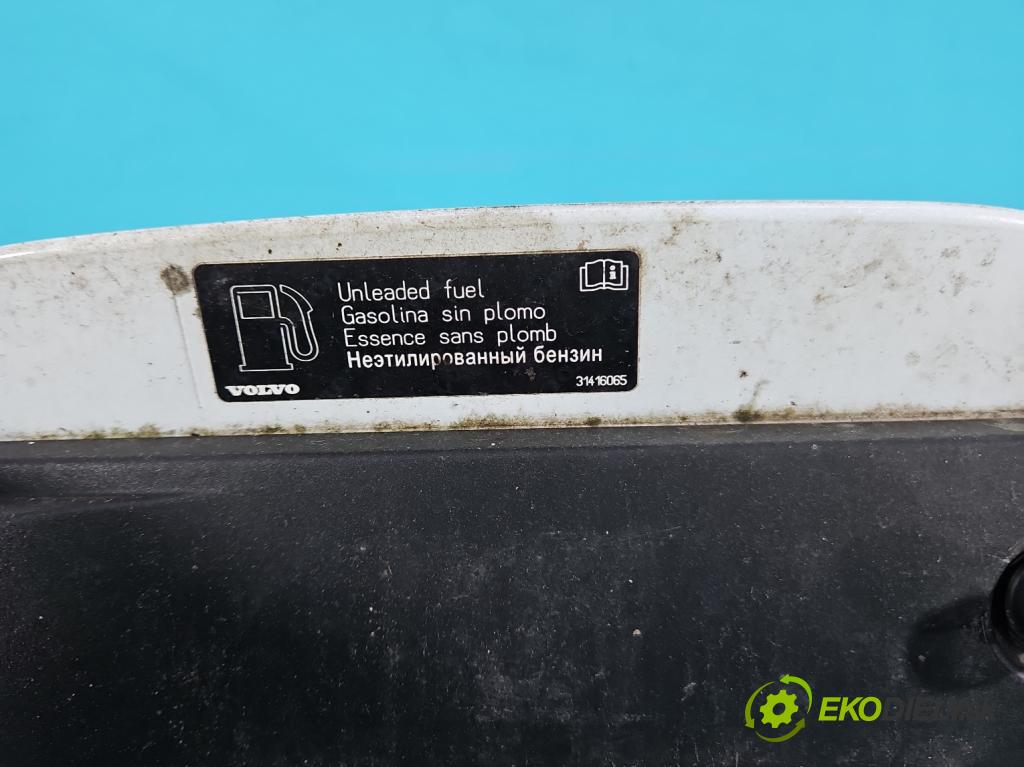 Unleaded fuel
Gasolina sin plomo
Essence sans plomb
Неэтилированный бензин
VOLVO
31416065